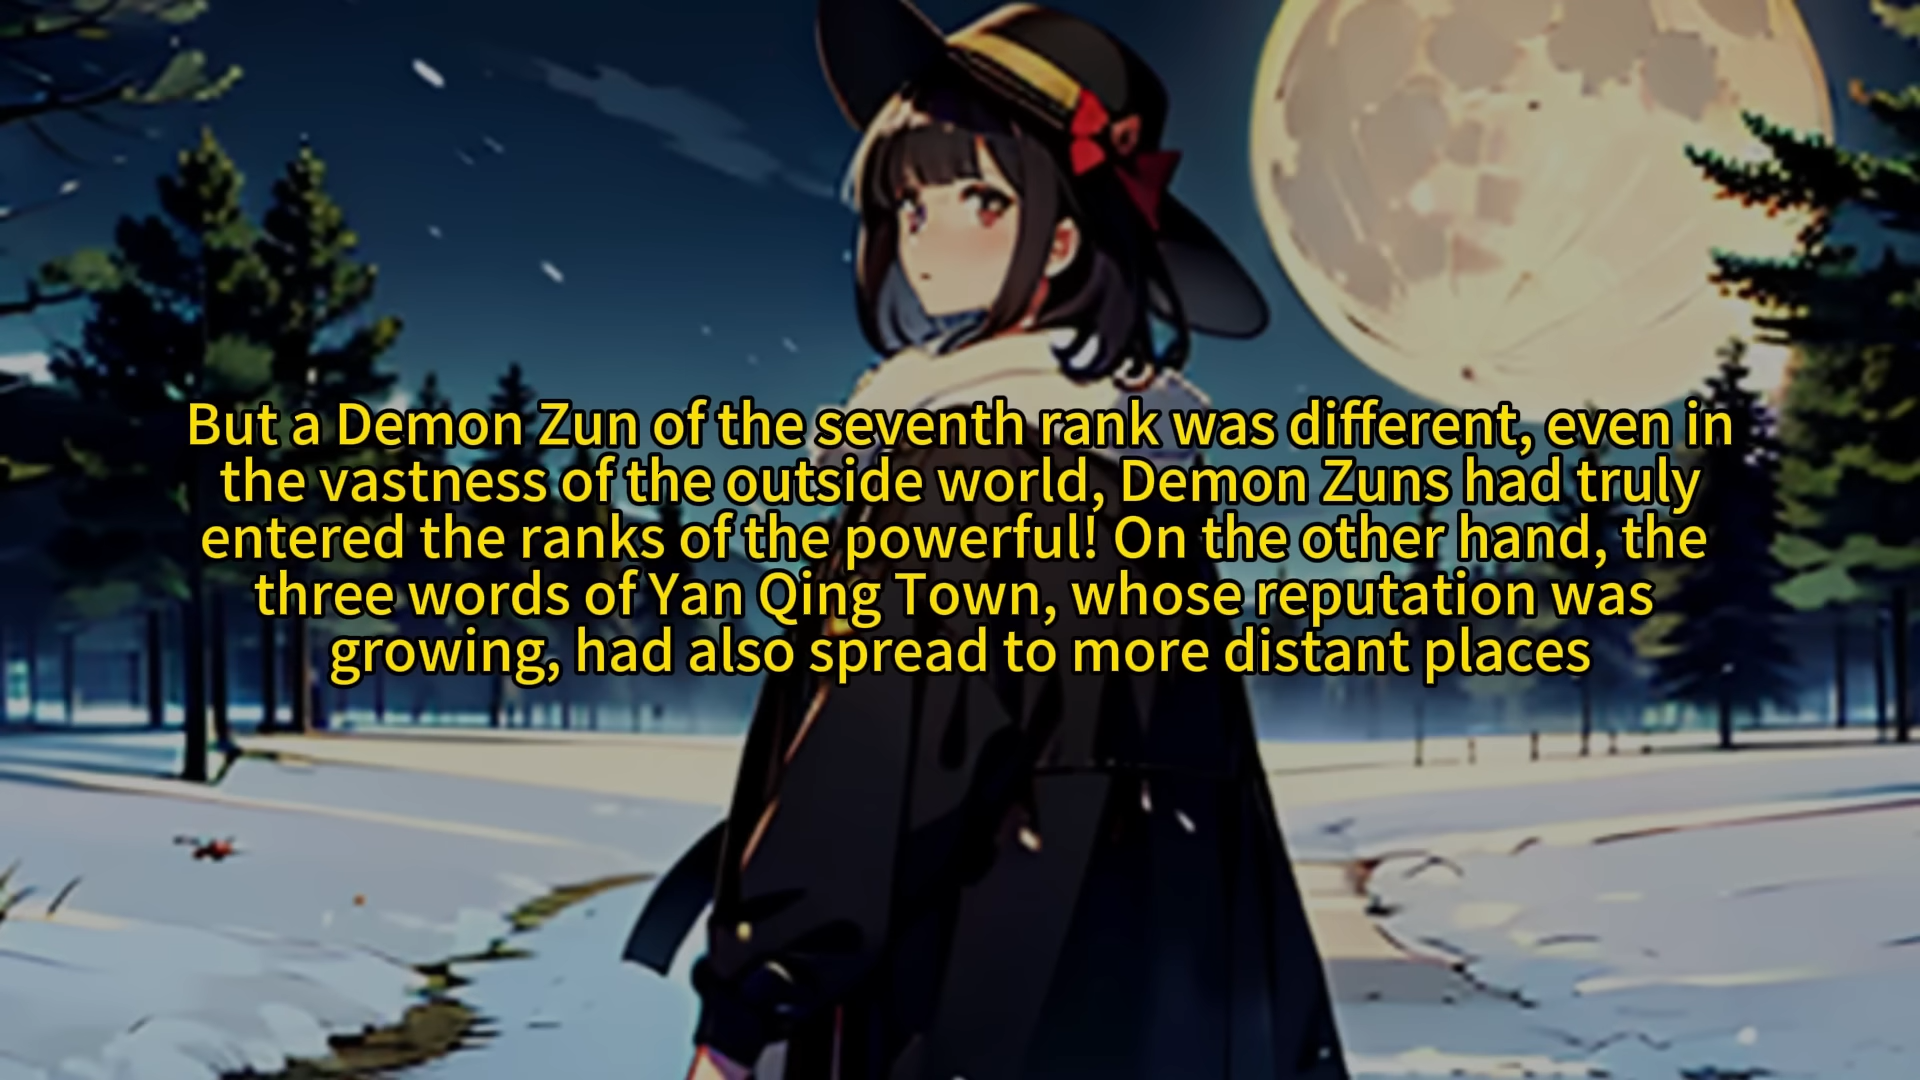 But a Demon Zun of the seventh rank was different, even in
the vastness of the outside world, Demon Zuns had truly
entered the ranks of the powerful! On the other hand, the
three words of Yan Qing Town, whose reputation was
growing, had also spread to more distant places